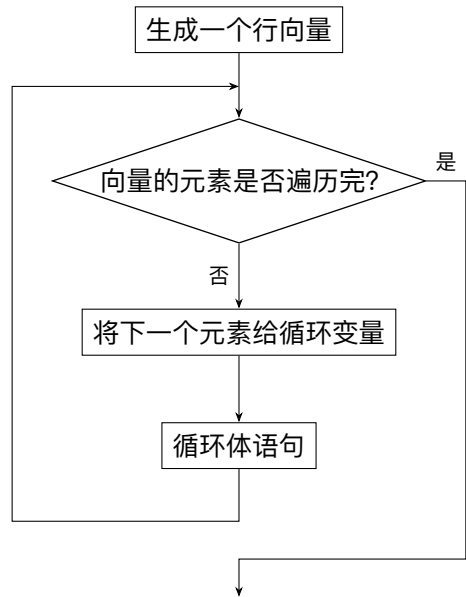 生成一个行向量
向量的元素是否遍历完?
是
否
将下一个元素给循环变量
循环体语句